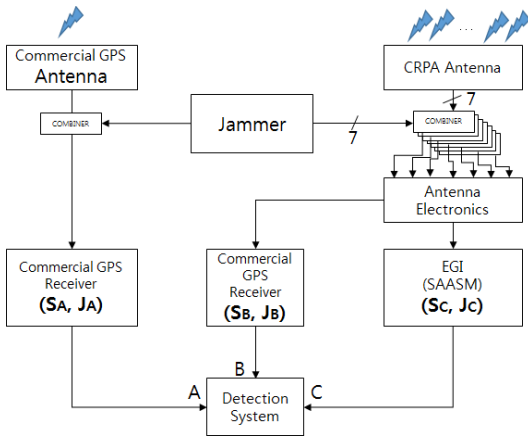 Commercial GPS
Antenna
...
CRPA Antenna
7
COMBINER
Jammer
7
COMBINER
Antenna
Electronics
Commercial GPS
Receiver
(SA, JA)
Commercial
GPS
Receiver
(SB, JB)
EGI
(SAASM)
(SC, JC)
B
A
C
Detection
System